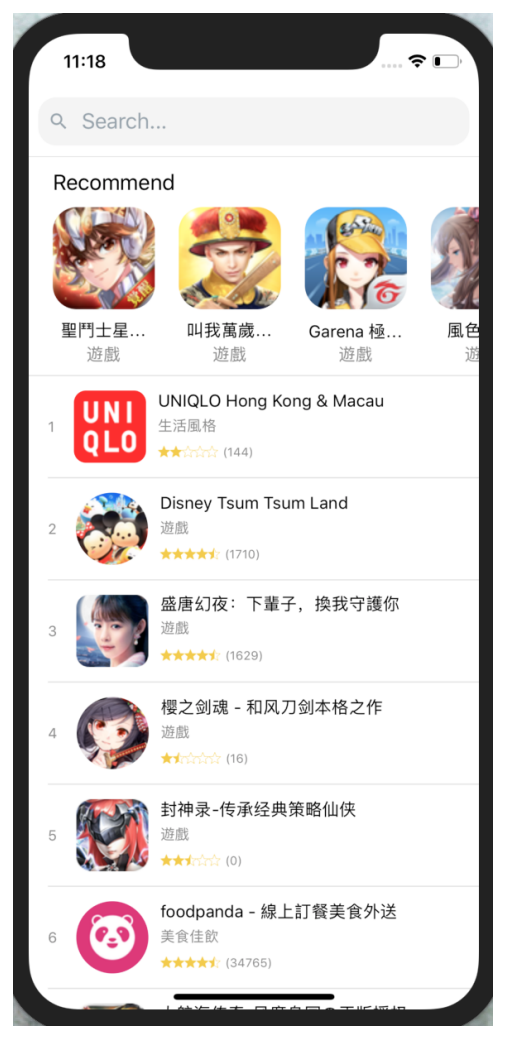 11:18
Search...
Recommend
覚醒
聖鬥士星...
遊戲
叫我萬歲...
遊戲
Garena 極...
遊戲
風色
1
UNI
QLO
UNIQLO Hong Kong & Macau
生活風格
(144)
2
Disney Tsum Tsum Land
遊戲
(1710)
3
盛唐幻夜：下輩子，換我守護你
遊戲
(1629)
4
樱之剑魂 - 和风刀剑本格之作
遊戲
(16)
5
封神录-传承经典策略仙侠
遊戲
(0)
6
foodpanda - 線上訂餐美食外送
美食佳飲
(34765)